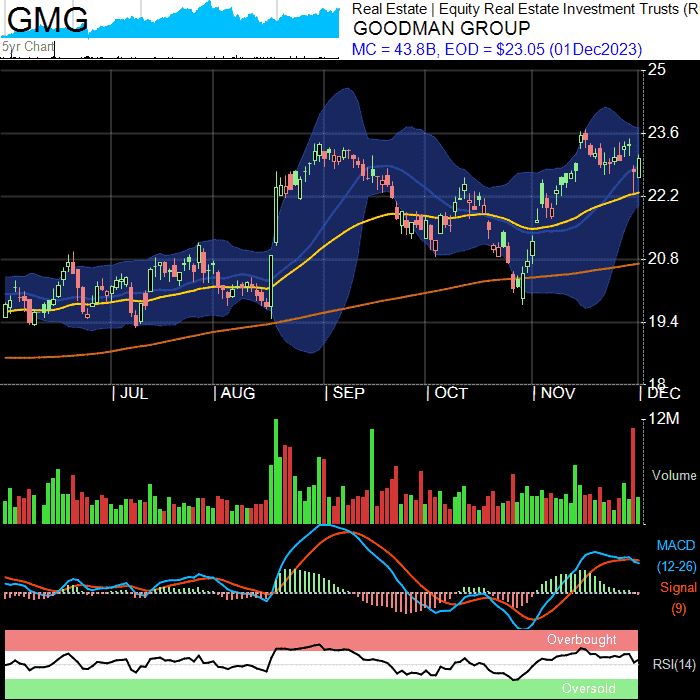 GMG
5yr Chart
Real Estate | Equity Real Estate Investment Trusts (R
GOODMAN GROUP
MC = 43.8B, EOD = $23.05 (01Dec2023)
25
23.6
22.2
20.8
19.4
18
JUL
AUG
SEP
OCT
NOV
DEC
12M
Volume
MACD
(12-26)
Signal
(9)
Overbought
RSI(14)
Oversold